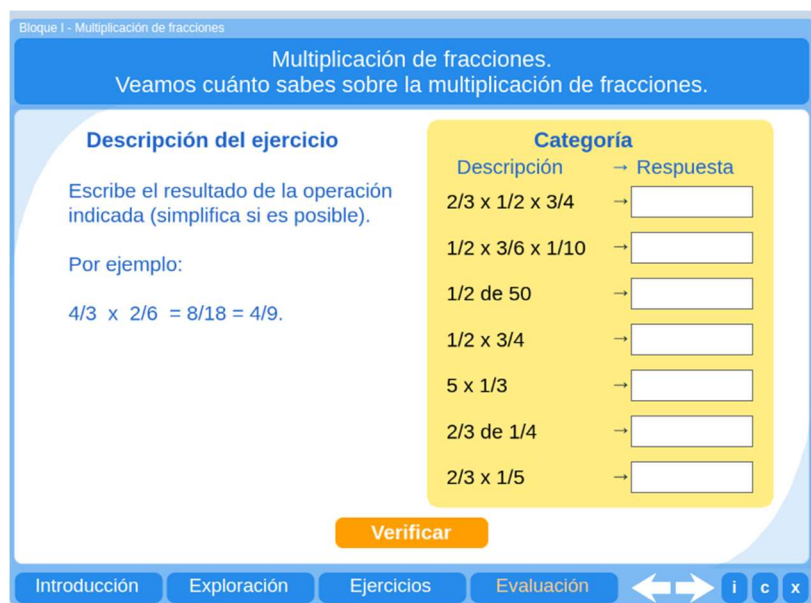 Bloque I - Multiplicación de fracciones
Multiplicación de fracciones.
Veamos cuánto sabes sobre la multiplicación de fracciones.
Descripción del ejercicio
Escribe el resultado de la operación
indicada (simplifica si es posible).
Por ejemplo:
4/3 x 2/6 = 8/18 = 4/9.
Categoría
Descripción → Respuesta
2/3 x 1/2 x 3/4 →
1/2 x 3/6 x 1/10 →
1/2 de 50 →
1/2 x 3/4 →
5 x 1/3 →
2/3 de 1/4 →
2/3 x 1/5 →
Verificar
Introducción Exploración Ejercicios Evaluación i c x